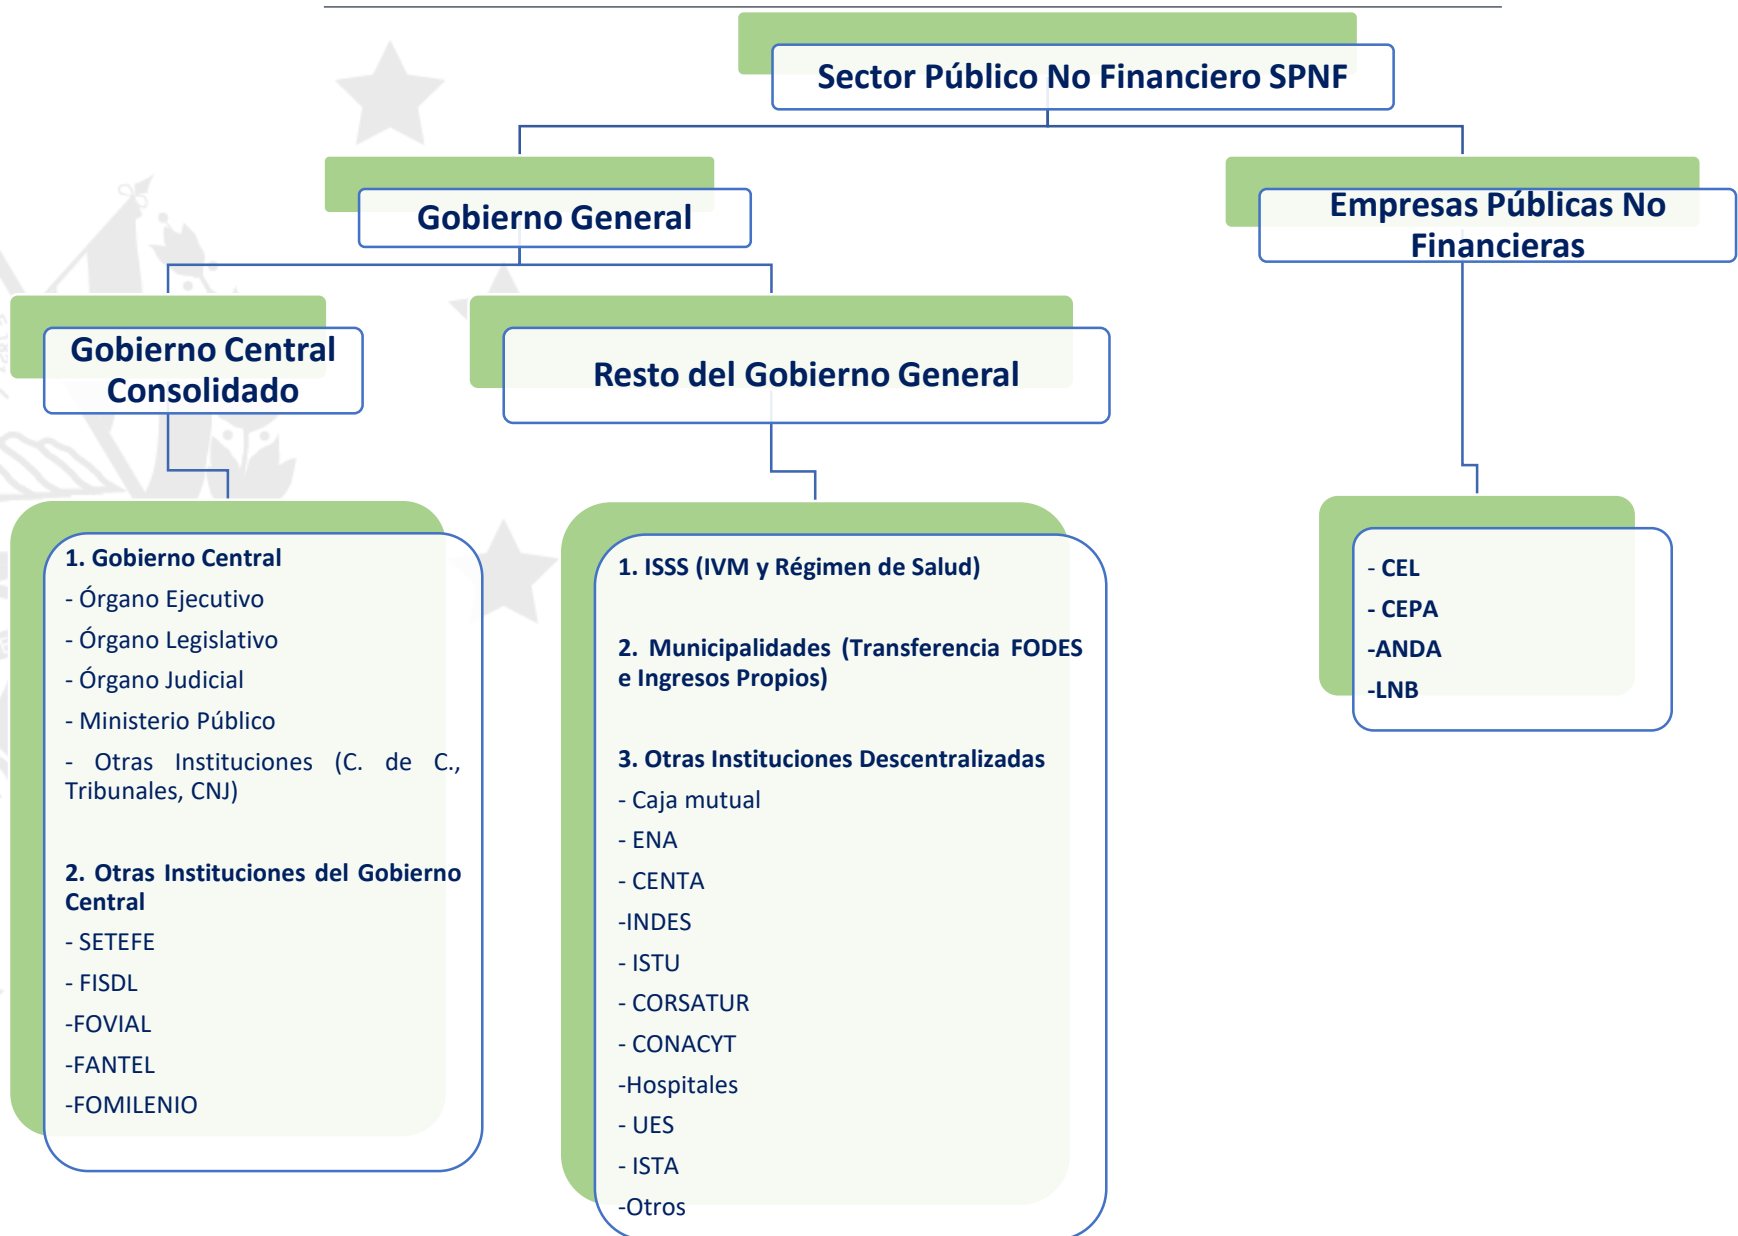 Sector Público No Financiero SPNF
Gobierno General
Empresas Públicas No
Financieras
Gobierno Central
Consolidado
Resto del Gobierno General
1. Gobierno Central
- Órgano Ejecutivo
- Órgano Legislativo
- Órgano Judicial
- Ministerio Público
- Otras Instituciones (C. de C.,
Tribunales, CNJ)
2. Otras Instituciones del Gobierno
Central
- SETEFE
- FISDL
-FOVIAL
-FANTEL
-FOMILENIO
1. ISSS (IVM y Régimen de Salud)
2. Municipalidades (Transferencia FODES
e Ingresos Propios)
3. Otras Instituciones Descentralizadas
- Caja mutual
- ENA
- CENTA
-INDES
- ISTU
- CORSATUR
- CONACYT
-Hospitales
- UES
- ISTA
-Otros
- CEL
- CEPA
-ANDA
-LNB